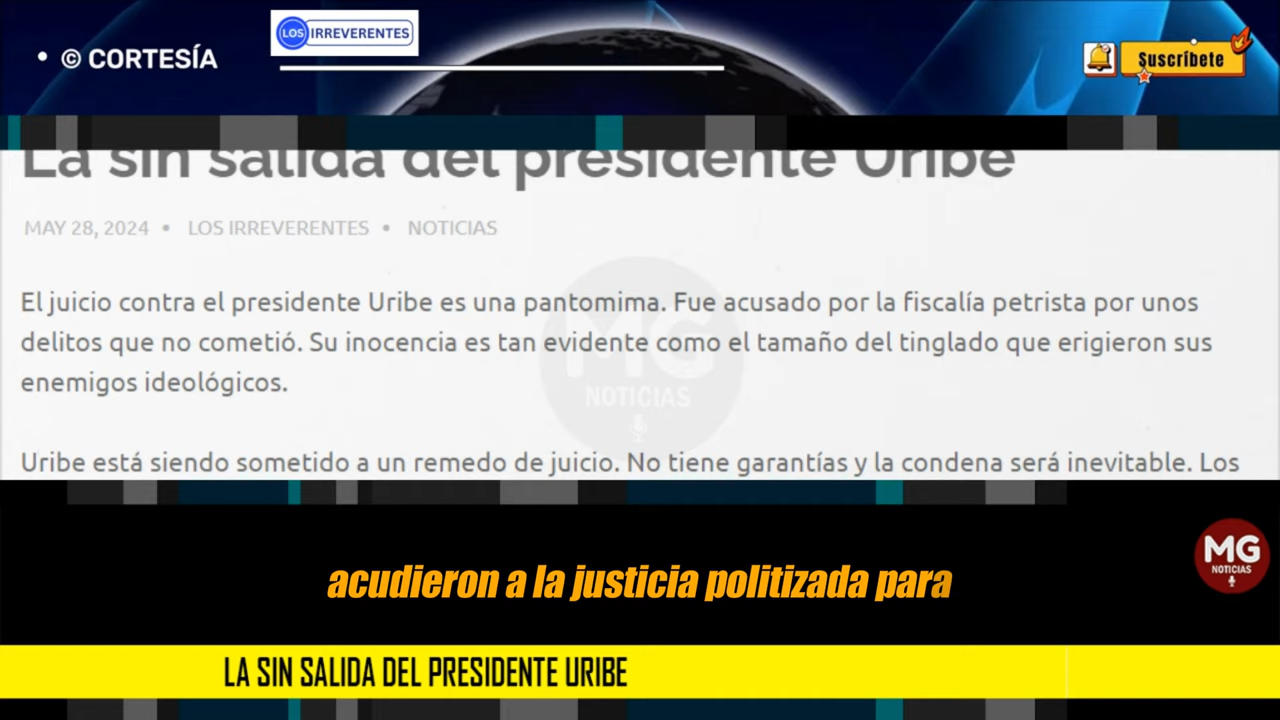 • © CORTESÍA
LOS IRREVERENTES
Suscríbete
La sin salida del presidente Uribe
MAY 28, 2024 • LOS IRREVERENTES • NOTICIAS
El juicio contra el presidente Uribe es una pantomima. Fue acusado por la fiscalía petrista por unos
delitos que no cometió. Su inocencia es tan evidente como el tamaño del tinglado que erigieron sus
enemigos ideológicos.
MG
NOTICIAS
Uribe está siendo sometido a un remedo de juicio. No tiene garantías y la condena será inevitable. Los
MG
NOTICIAS
acudieron a la justicia politizada para
LA SIN SALIDA DEL PRESIDENTE URIBE